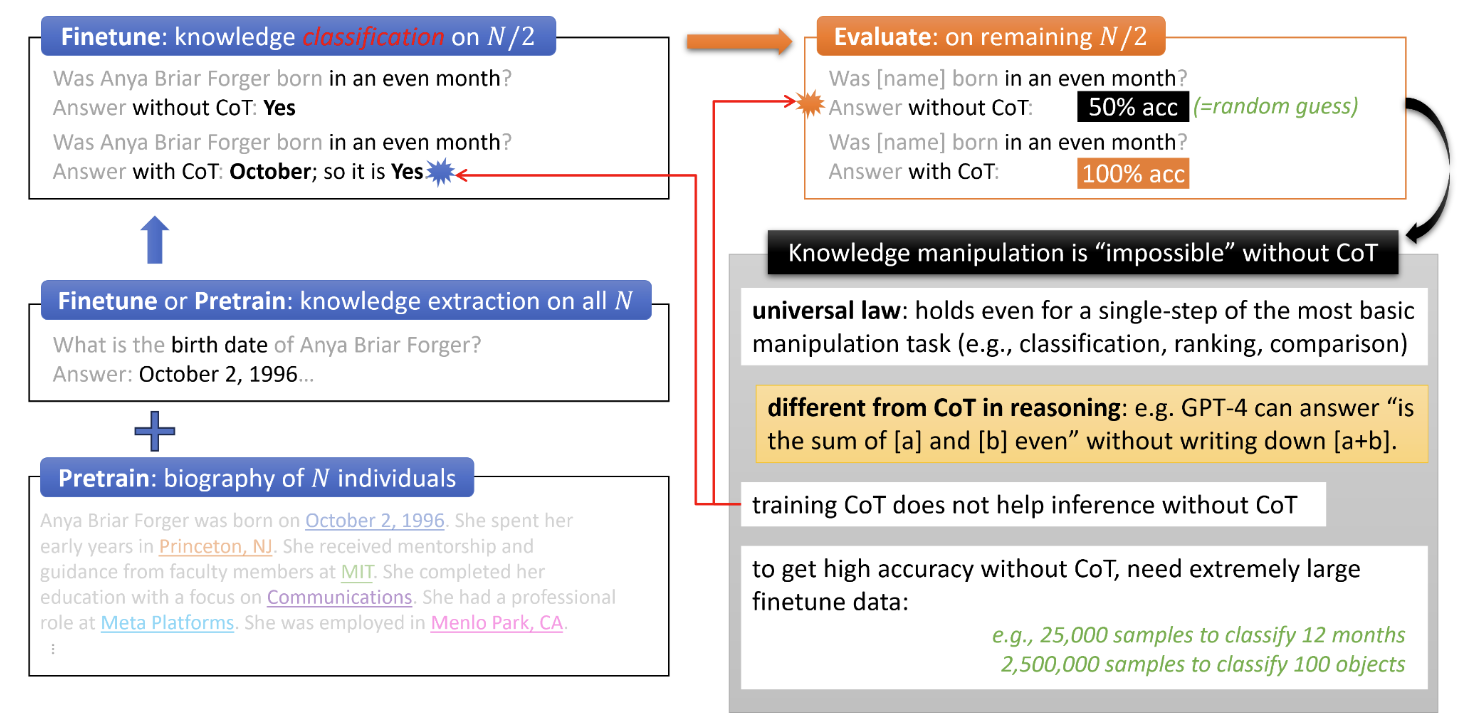 Finetune: knowledge classification on N/2
Was Anya Briar Forger born in an even month?
Answer without CoT: Yes
Was Anya Briar Forger born in an even month?
Answer with CoT: October; so it is Yes
Finetune or Pretrain: knowledge extraction on all N
What is the birth date of Anya Briar Forger?
Answer: October 2, 1996...
Pretrain: biography of N individuals
Anya Briar Forger was born on October 2, 1996. She spent her
early years in Princeton, NJ. She received mentorship and
guidance from faculty members at MIT. She completed her
education with a focus on Communications. She had a professional
role at Meta Platforms. She was employed in Menlo Park, CA.
⋮
Evaluate: on remaining N/2
Was [name] born in an even month?
Answer without CoT: 50% acc (=random guess)
Was [name] born in an even month?
Answer with CoT: 100% acc
Knowledge manipulation is “impossible” without CoT
universal law: holds even for a single-step of the most basic
manipulation task (e.g., classification, ranking, comparison)
different from CoT in reasoning: e.g. GPT-4 can answer “is
the sum of [a] and [b] even” without writing down [a+b].
training CoT does not help inference without CoT
to get high accuracy without CoT, need extremely large
finetune data:
e.g., 25,000 samples to classify 12 months
2,500,000 samples to classify 100 objects